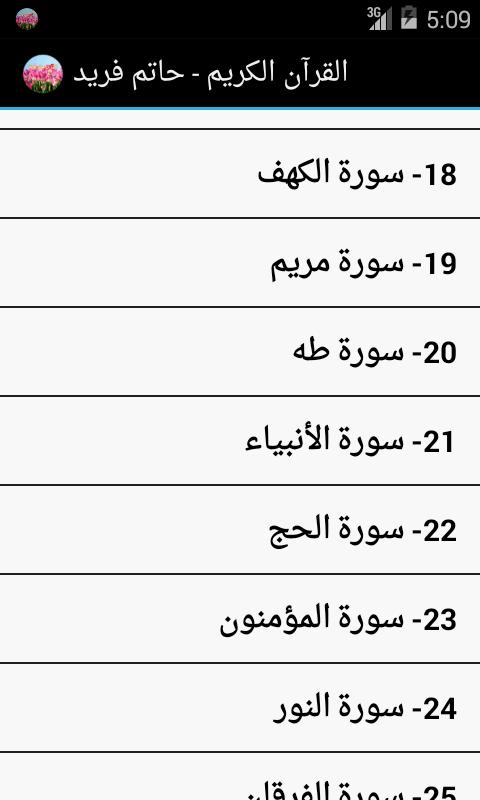 3G 5:09
القرآن الكريم - حاتم فريد
18- سورة الكهف
19- سورة مريم
20- سورة طه
21- سورة الأنبياء
22- سورة الحج
23- سورة المؤمنون
24- سورة النور
25- سورة الفرقان